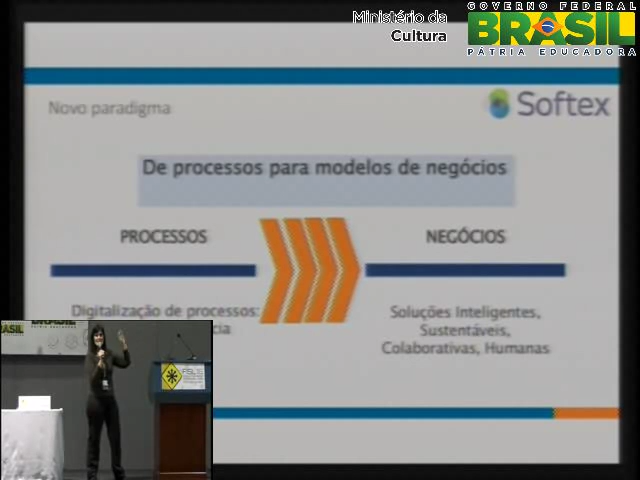 Ministério da
Cultura
GOVERNO FEDERAL
BRASIL
PÁTRIA EDUCADORA
Novo paradigma
Softex
De processos para modelos de negócios
PROCESSOS
NEGÓCIOS
Digitalização de processos:
Soluções Inteligentes,
Sustentáveis,
Colaborativas, Humanas